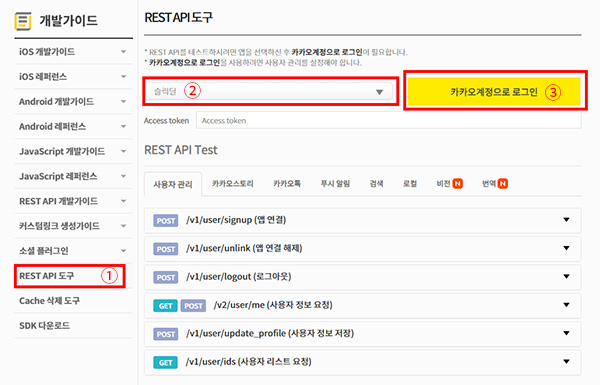 개발가이드
iOS 개발가이드
iOS 레퍼런스
Android 개발가이드
Android 레퍼런스
JavaScript 개발가이드
JavaScript 레퍼런스
REST API 개발가이드
커스텀링크 생성가이드
소셜 플러그인
REST API 도구 ①
Cache 삭제 도구
SDK 다운로드
REST API 도구
* REST API를 테스트하시려면 앱을 선택하신 후 카카오계정으로 로그인이 필요합니다.
* 카카오계정으로 로그인을 사용하려면 사용자 관리를 설정해야 합니다.
슬릭딜 ②
카카오계정으로 로그인 ③
Access token Access token
REST API Test
사용자 관리 카카오스토리 카카오톡 푸시 알림 검색 로컬 비전 N 번역 N
POST /v1/user/signup (앱 연결)
POST /v1/user/unlink (앱 연결 해제)
POST /v1/user/logout (로그아웃)
GET POST /v2/user/me (사용자 정보 요청)
POST /v1/user/update_profile (사용자 정보 저장)
GET /v1/user/ids (사용자 리스트 요청)